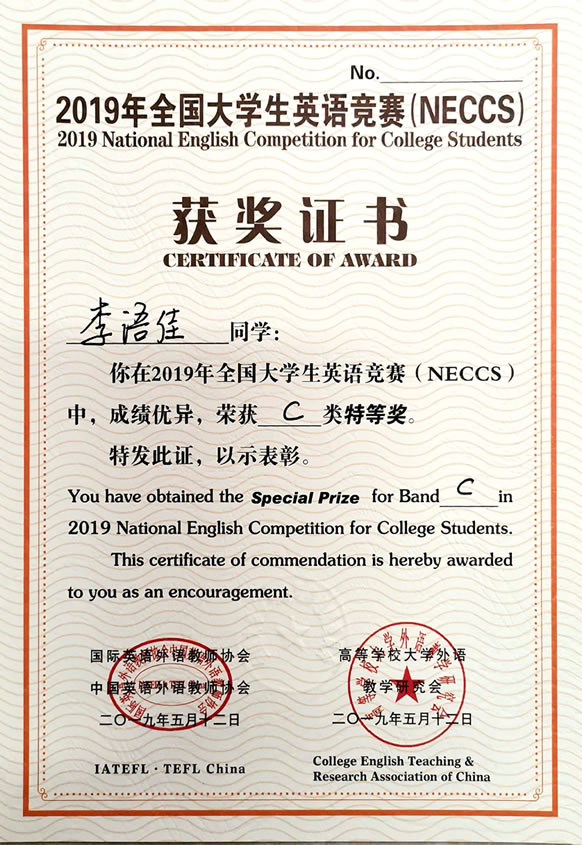 No.
2019年全国大学生英语竞赛(NECCS)
2019 National English Competition for College Students
获奖证书
CERTIFICATE OF AWARD
李语佳同学：
你在2019年全国大学生英语竞赛（NECCS）
中，成绩优异，荣获 C 类特等奖。
特发此证，以示表彰。
You have obtained the Special Prize for Band C in
2019 National English Competition for College Students.
This certificate of commendation is hereby awarded
to you as an encouragement.
国际英语外语教师协会
中国英语外语教师协会
二〇一九年五月十二日
IATEFL · TEFL China
高等学校大学外语
教学研究会
二〇一九年五月十二日
College English Teaching &
Research Association of China